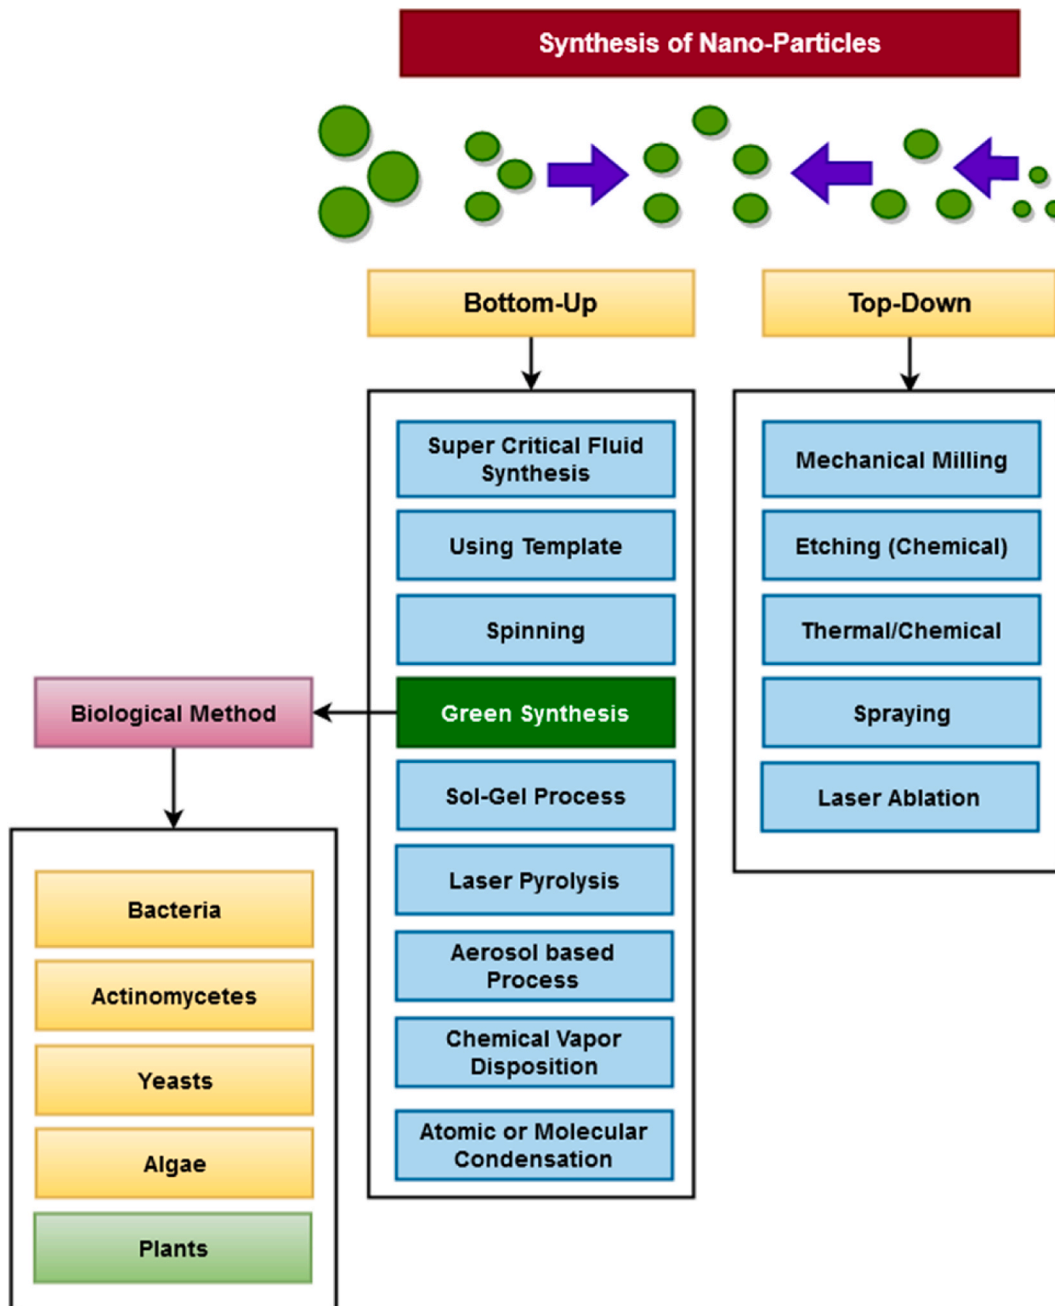 Synthesis of Nano-Particles
Bottom-Up
Super Critical Fluid
Synthesis
Using Template
Spinning
Green Synthesis
Sol-Gel Process
Laser Pyrolysis
Aerosol based
Process
Chemical Vapor
Disposition
Atomic or Molecular
Condensation
Top-Down
Mechanical Milling
Etching (Chemical)
Thermal/Chemical
Spraying
Laser Ablation
Biological Method
Bacteria
Actinomycetes
Yeasts
Algae
Plants